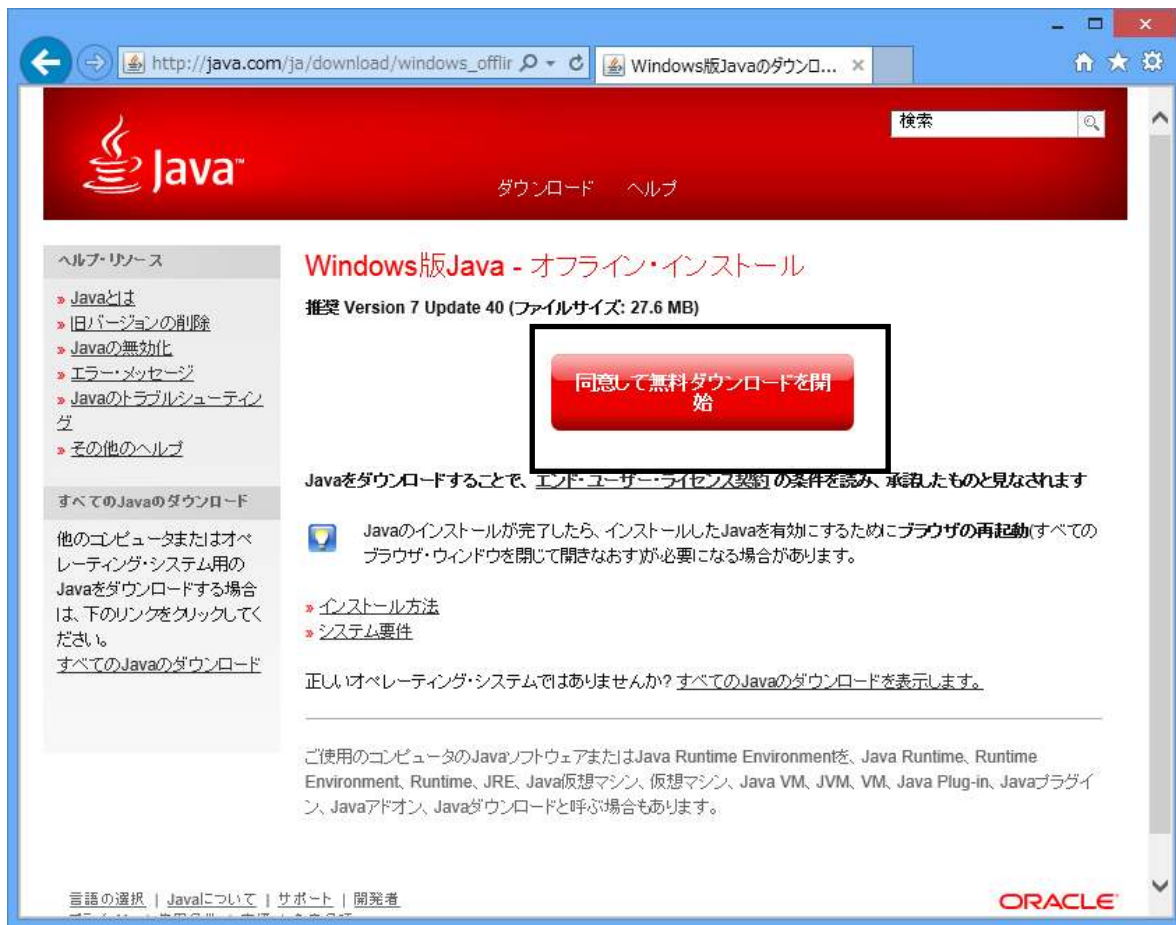 http://java.com/ja/download/windows_offlir
Windows版Javaのダウンロ...
Java™
検索
ダウンロード ヘルプ
ヘルプ・リソース
» Javaとは
» 旧バージョンの削除
» Javaの無効化
» エラー・メッセージ
» Javaのトラブルシューティン
グ
» その他のヘルプ
すべてのJavaのダウンロード
他のコンピュータまたはオペ
レーティング・システム用の
Javaをダウンロードする場合
は、下のリンクをクリックしてく
ださい。
すべてのJavaのダウンロード
Windows版Java - オフライン・インストール
推奨 Version 7 Update 40 (ファイルサイズ: 27.6 MB)
同意して無料ダウンロードを開
始
Javaをダウンロードすることで、エンド・ユーザー・ライセンス契約 の条件を読み、承諾したものと見なされます
Javaのインストールが完了したら、インストールしたJavaを有効にするためにブラウザの再起動(すべての
ブラウザ・ウィンドウを閉じて開きなおす)が必要になる場合があります。
» インストール方法
» システム要件
正しいオペレーティング・システムではありませんか? すべてのJavaのダウンロードを表示します。
ご使用のコンピュータのJavaソフトウェアまたはJava Runtime Environmentを、Java Runtime、Runtime
Environment、Runtime、JRE、Java仮想マシン、仮想マシン、Java VM、JVM、VM、Java Plug-in、Javaプラグイ
ン、Javaアドオン、Javaダウンロードと呼ぶ場合もあります。
言語の選択 | Javaについて | サポート | 開発者
ORACLE